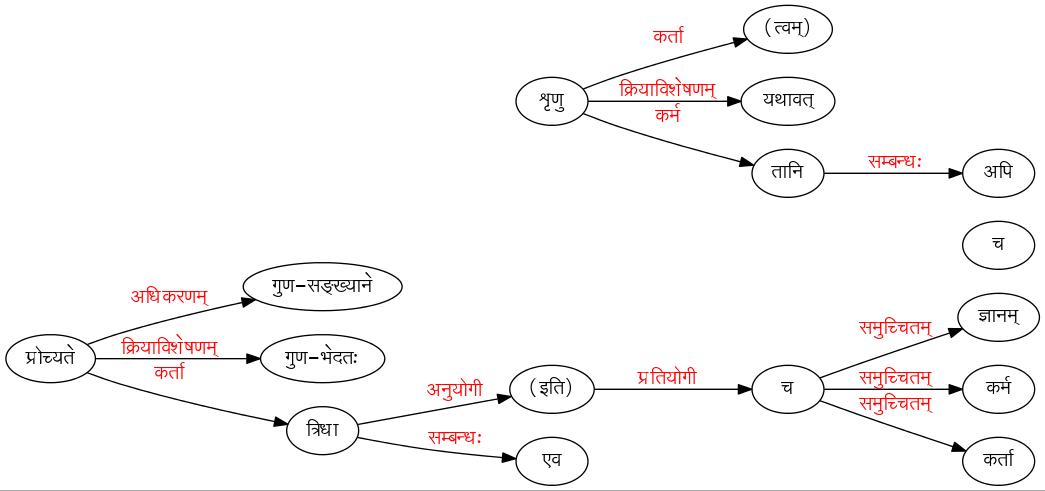 (त्वम्)
कर्ता
क्रियाविशेषणम्
शृणु
यथावत्
कर्म
सम्बन्धः
तानि
अपि
च
अधिकरणम्
गुण-सङ्ख्याने
ज्ञानम्
समुच्चितम्
क्रियाविशेषणम्
प्रोच्यते
गुण-भेदतः
कर्ता
अनुयोगी
(इति)
प्रतियोगी
च
समुच्चितम्
कर्म
समुच्चितम्
त्रिधा
सम्बन्धः
एव
कर्ता